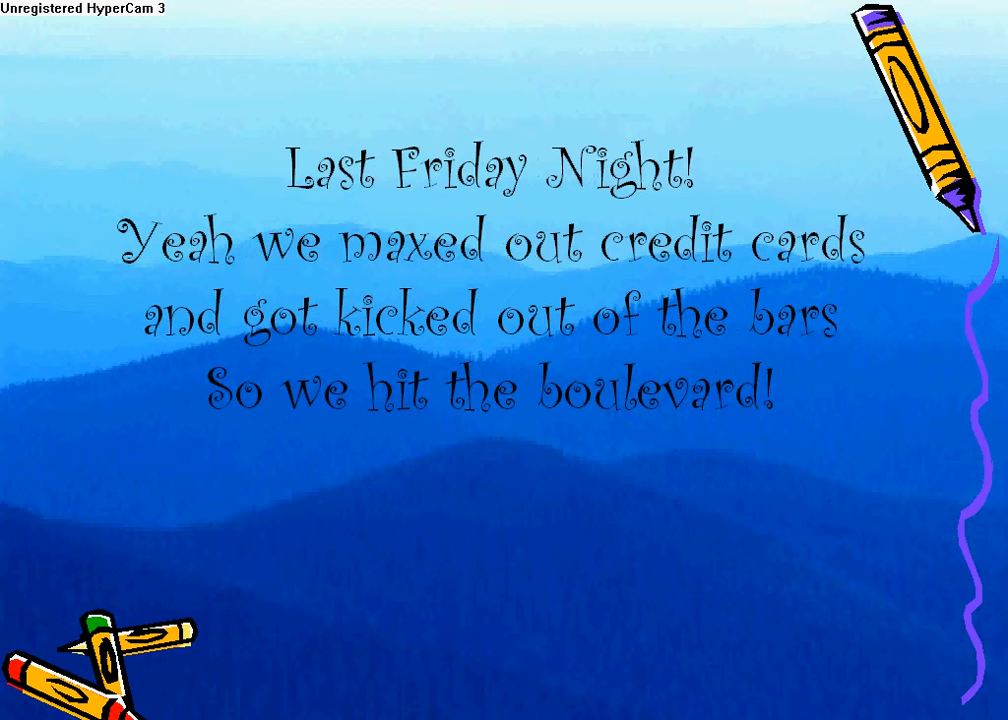 Unregistered HyperCam 3
Last Friday Night!
Yeah we maxed out credit cards
and got kicked out of the bars
So we hit the boulevard!